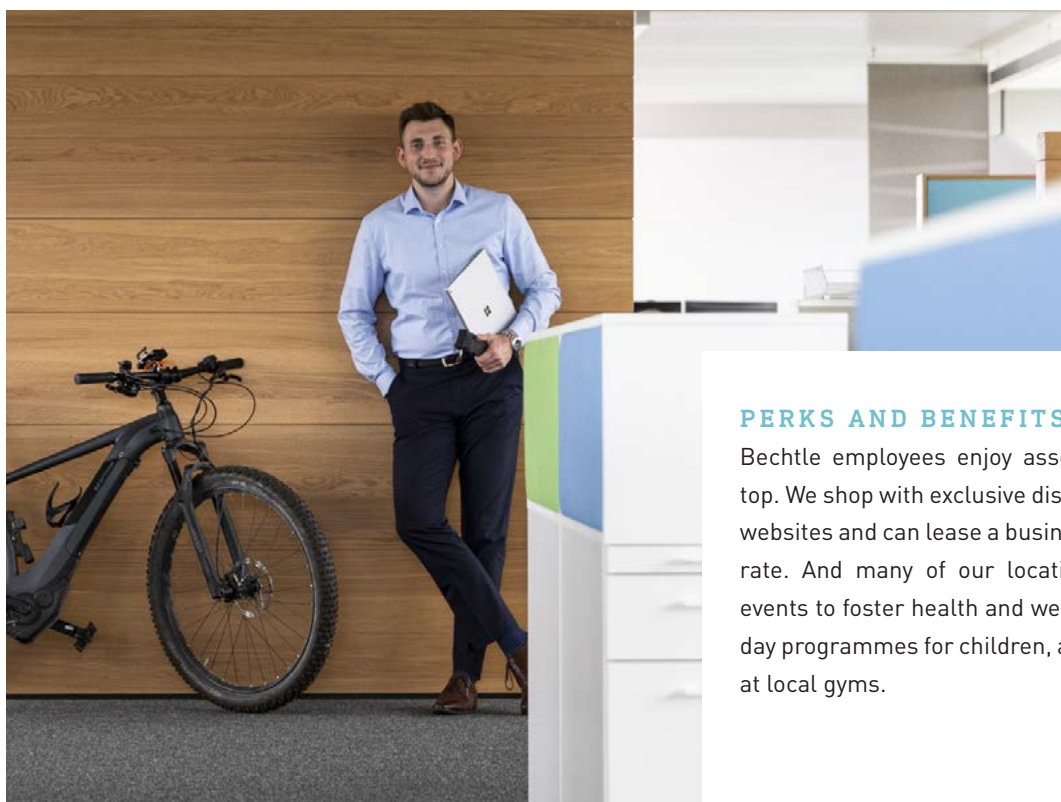 PERKS AND BENEFITS
Bechtle employees enjoy
top. We shop with exclusive
websites and can lease a
rate. And many of our
events to foster health and
day programmes for children,
at local gyms.